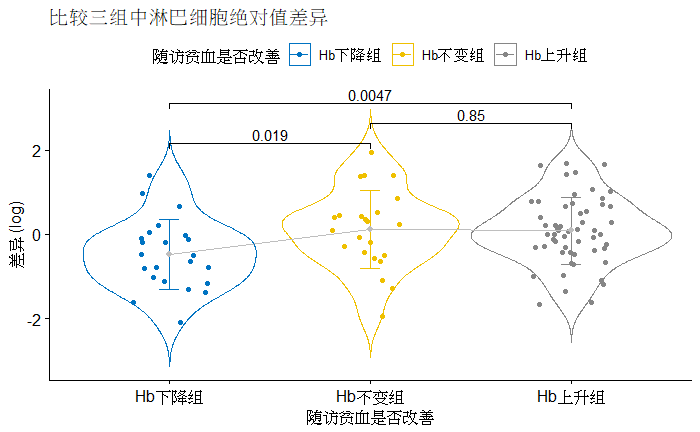 比较三组中淋巴细胞绝对值差异
随访贫血是否改善 Hb下降组 Hb不变组 Hb上升组
0.0047
0.85
0.019
2
0
-2
差异 (log)
Hb下降组 Hb不变组 Hb上升组
随访贫血是否改善